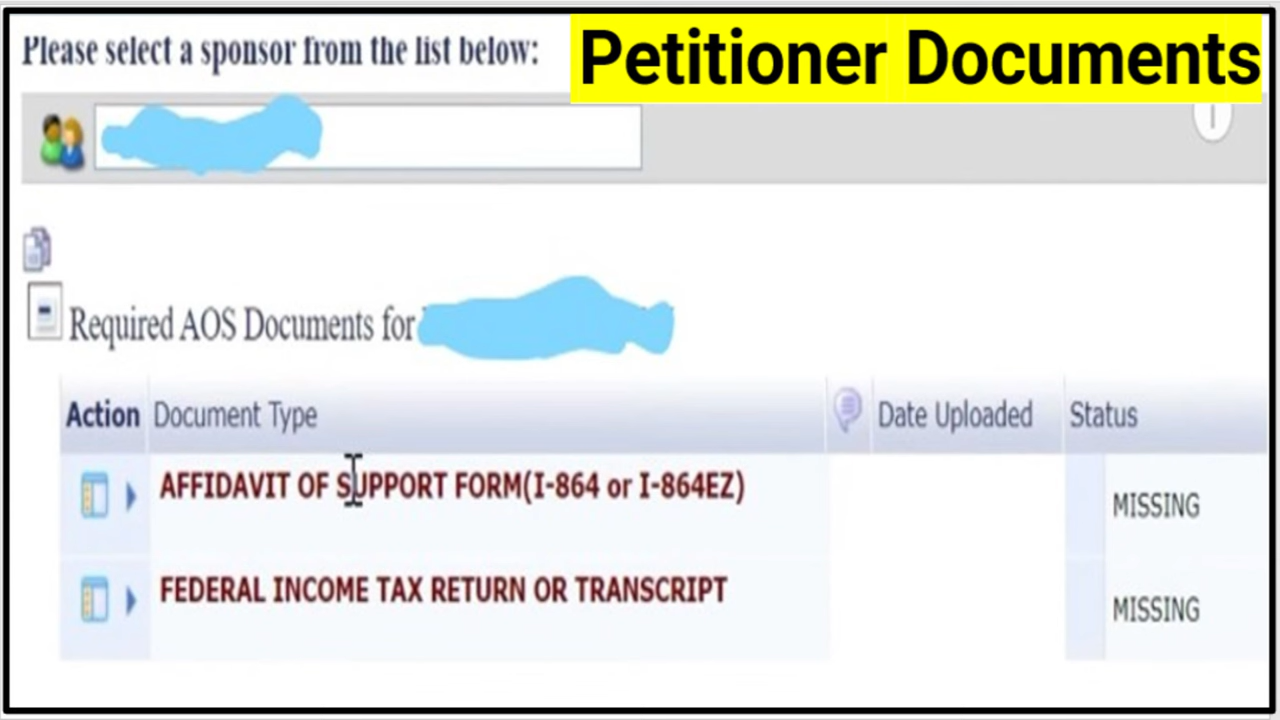 Please select a sponsor from the list below:
Petitioner Documents
Required AOS Documents for
Action Document Type Date Uploaded Status
AFFIDAVIT OF SUPPORT FORM(I-864 or I-864EZ) MISSING
FEDERAL INCOME TAX RETURN OR TRANSCRIPT MISSING